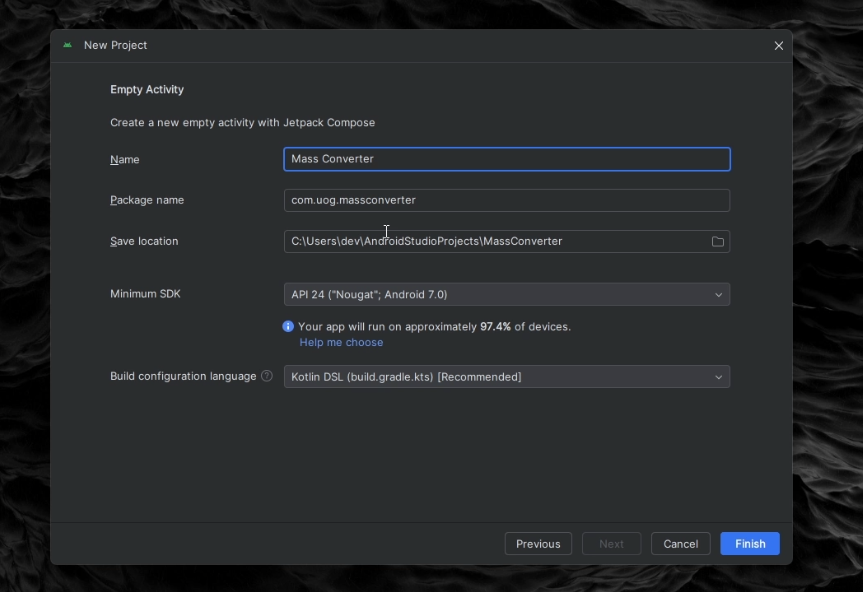 New Project
Empty Activity
Create a new empty activity with Jetpack Compose
Name
Mass Converter
Package name
com.uog.massconverter
Save location
C:\Users\dev\AndroidStudioProjects\MassConverter
Minimum SDK
API 24 ("Nougat"; Android 7.0)
Your app will run on approximately 97.4% of devices.
Help me choose
Build configuration language
Kotlin DSL (build.gradle.kts) [Recommended]
Previous
Next
Cancel
Finish